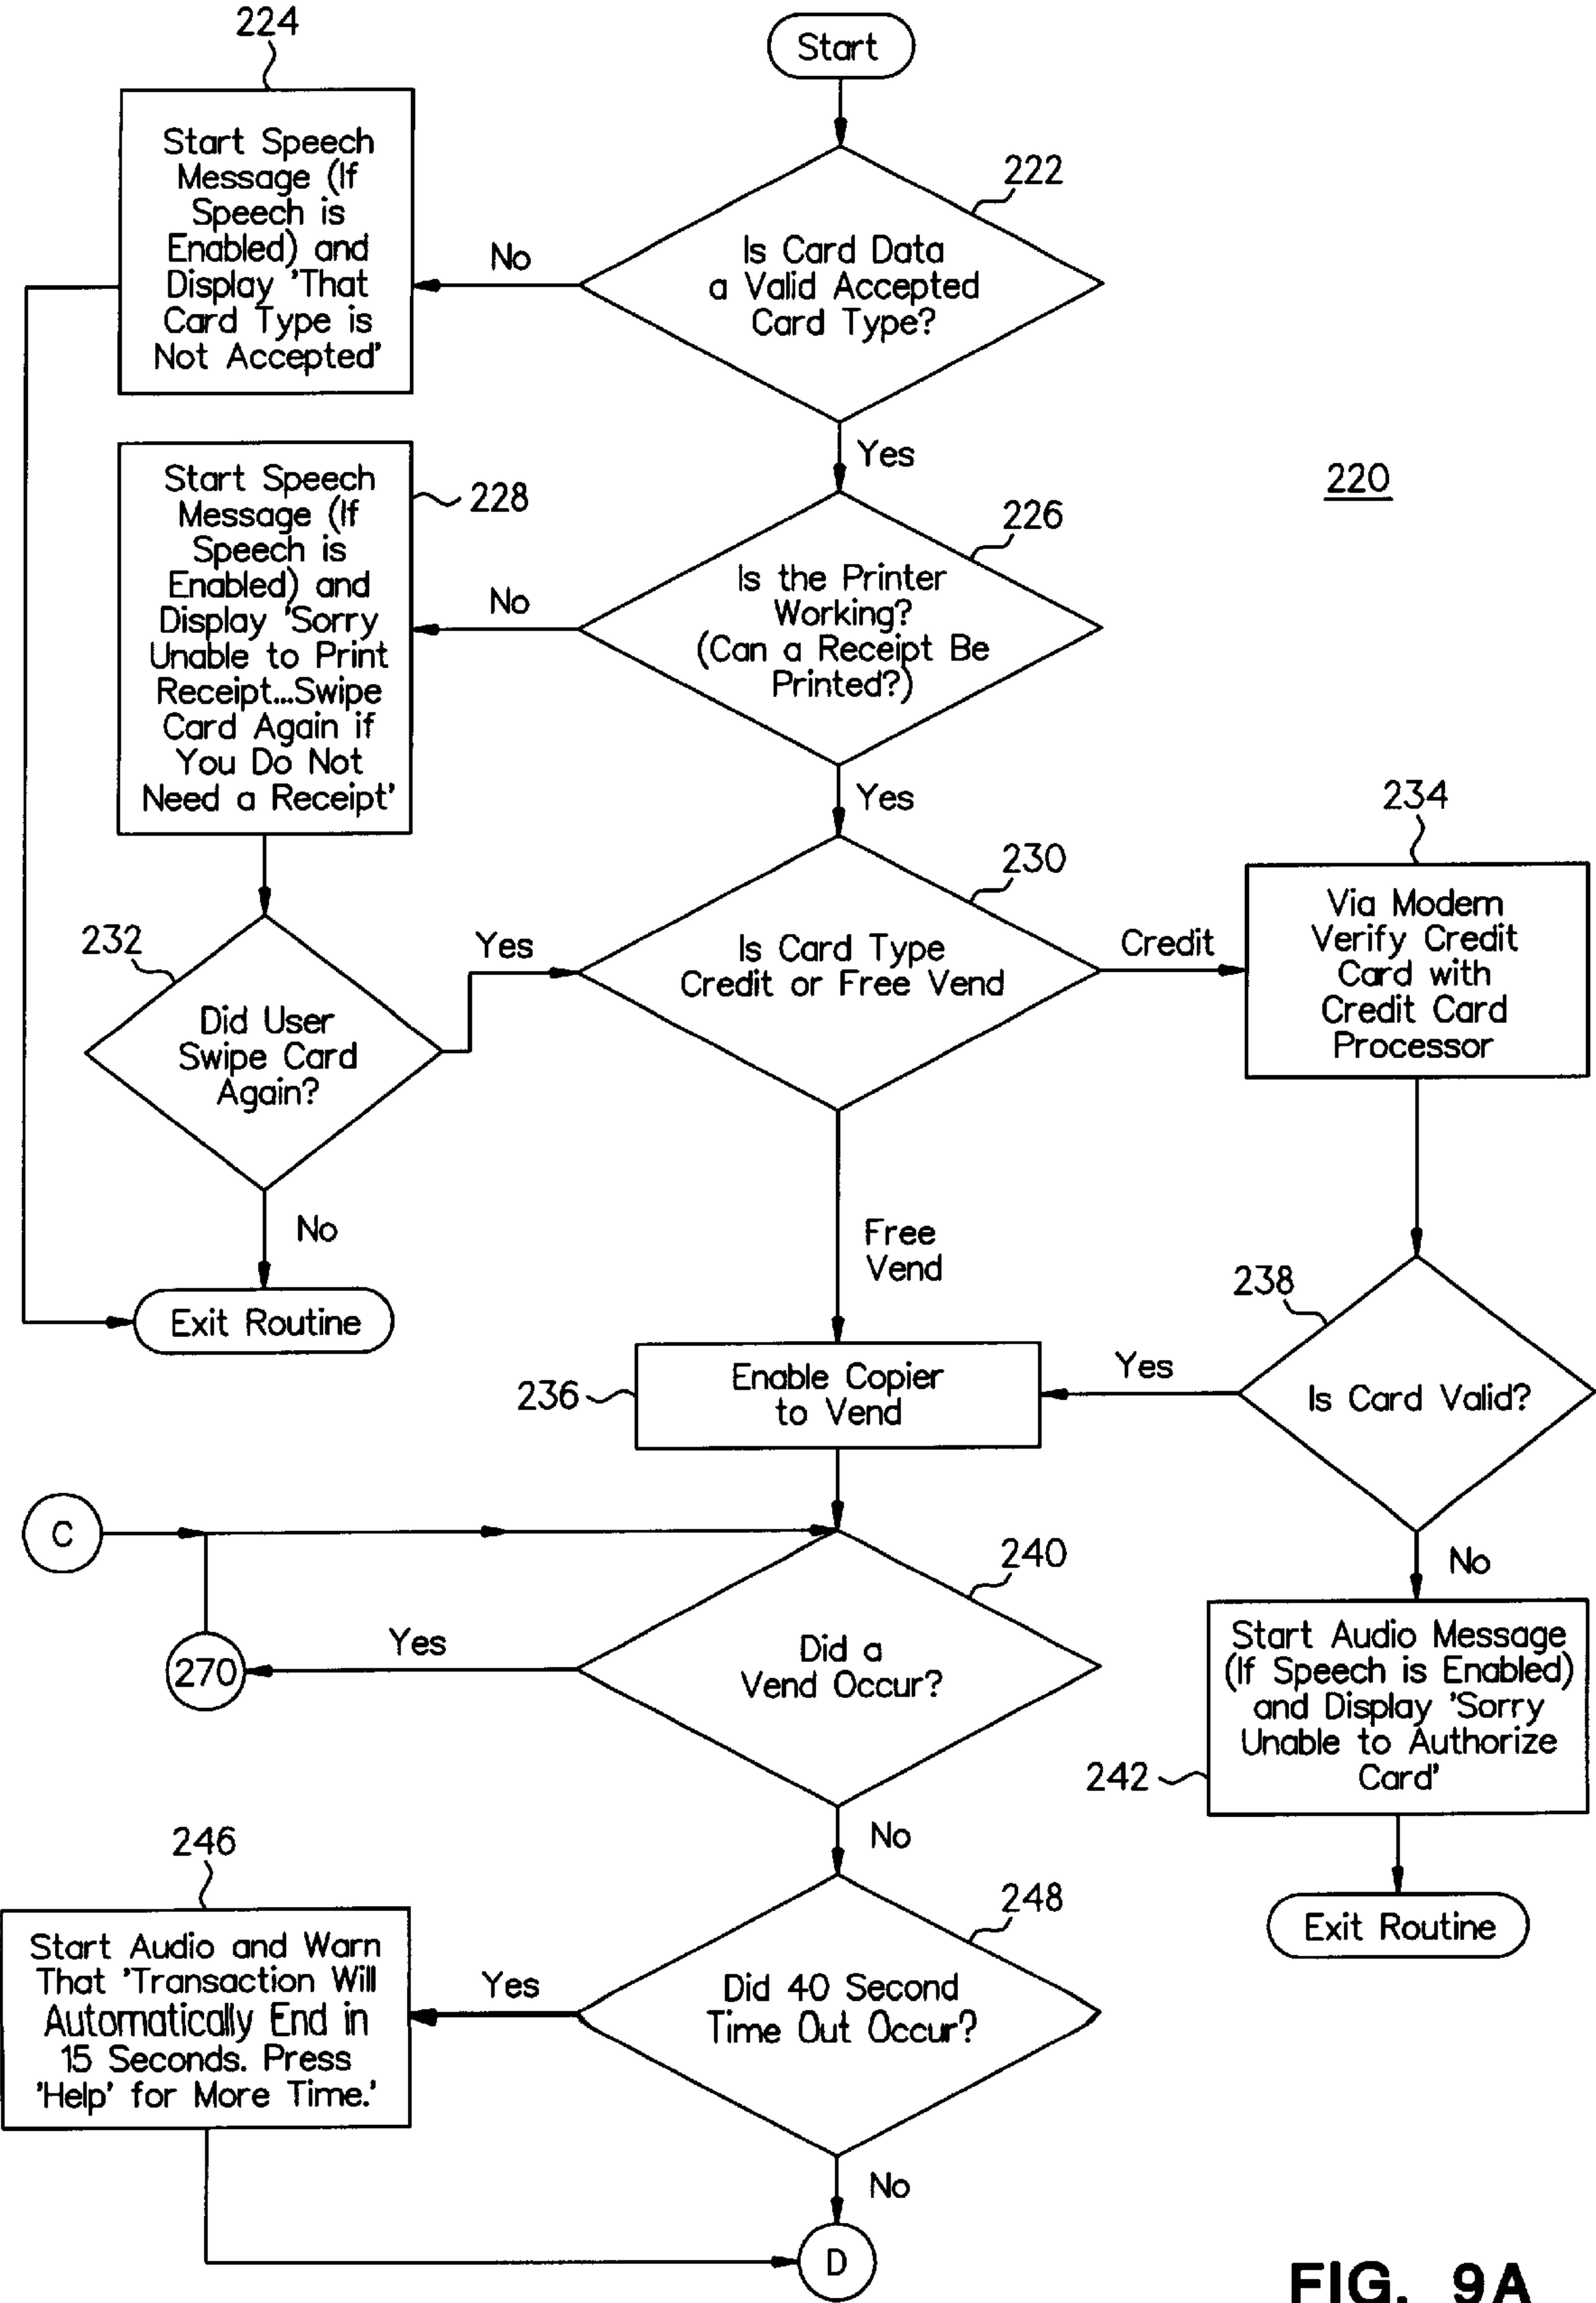 224
Start
Start Speech
Message (If
Speech is
Enabled) and
Display 'That
Card Type is
Not Accepted'
222
Is Card Data
a Valid Accepted
Card Type?
No
Yes
220
Start Speech
Message (If
Speech is
Enabled) and
Display 'Sorry
Unable to Print
Receipt...Swipe
Card Again if
You Do Not
Need a Receipt'
228
226
Is the Printer
Working?
(Can a Receipt Be
Printed?)
No
Yes
234
230
Is Card Type
Credit or Free Vend
Credit
Via Modem
Verify Credit
Card with
Credit Card
Processor
232
Did User
Swipe Card
Again?
Yes
No
Free
Vend
Exit Routine
238
Is Card Valid?
Yes
236
Enable Copier
to Vend
No
C
240
Did a
Vend Occur?
Yes
270
Start Audio Message
(If Speech is Enabled)
and Display 'Sorry
Unable to Authorize
Card'
242
No
Exit Routine
246
248
Start Audio and Warn
That 'Transaction Will
Automatically End in
15 Seconds. Press
'Help' for More Time.'
Yes
Did 40 Second
Time Out Occur?
No
D
FIG. 9A